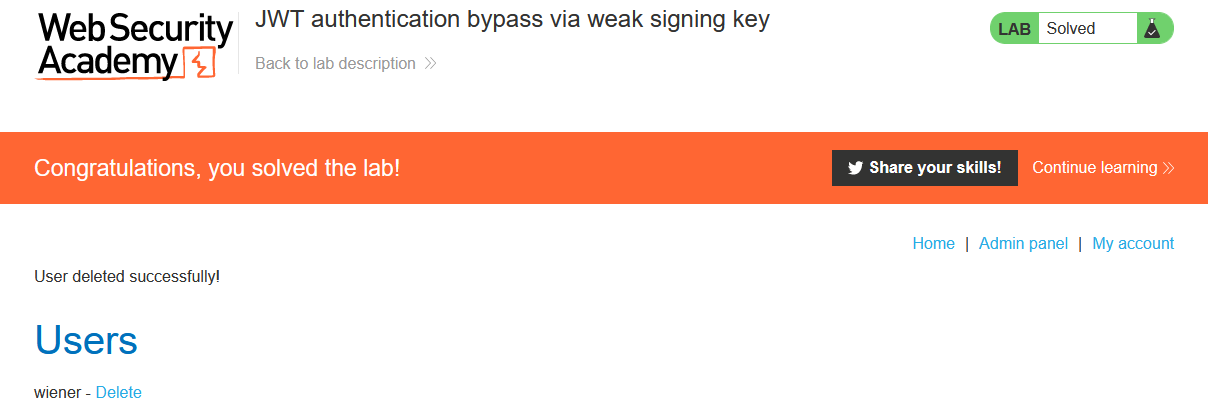 Web Security
Academy
JWT authentication bypass via weak signing key
Back to lab description
LAB Solved
Congratulations, you solved the lab!
Share your skills!
Continue learning
Home | Admin panel | My account
User deleted successfully!
Users
wiener - Delete